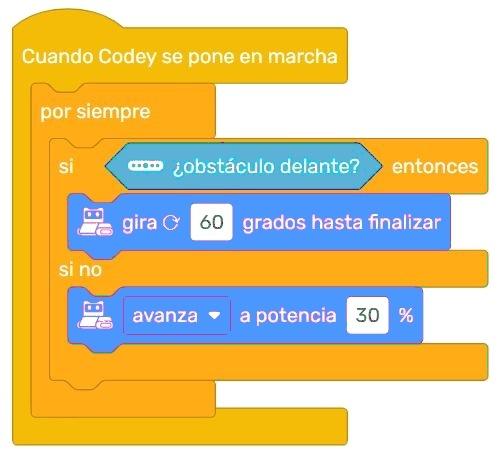 Cuando Codey se pone en marcha
por siempre
si ¿obstáculo delante? entonces
gira 60 grados hasta finalizar
si no
avanza a potencia 30 %